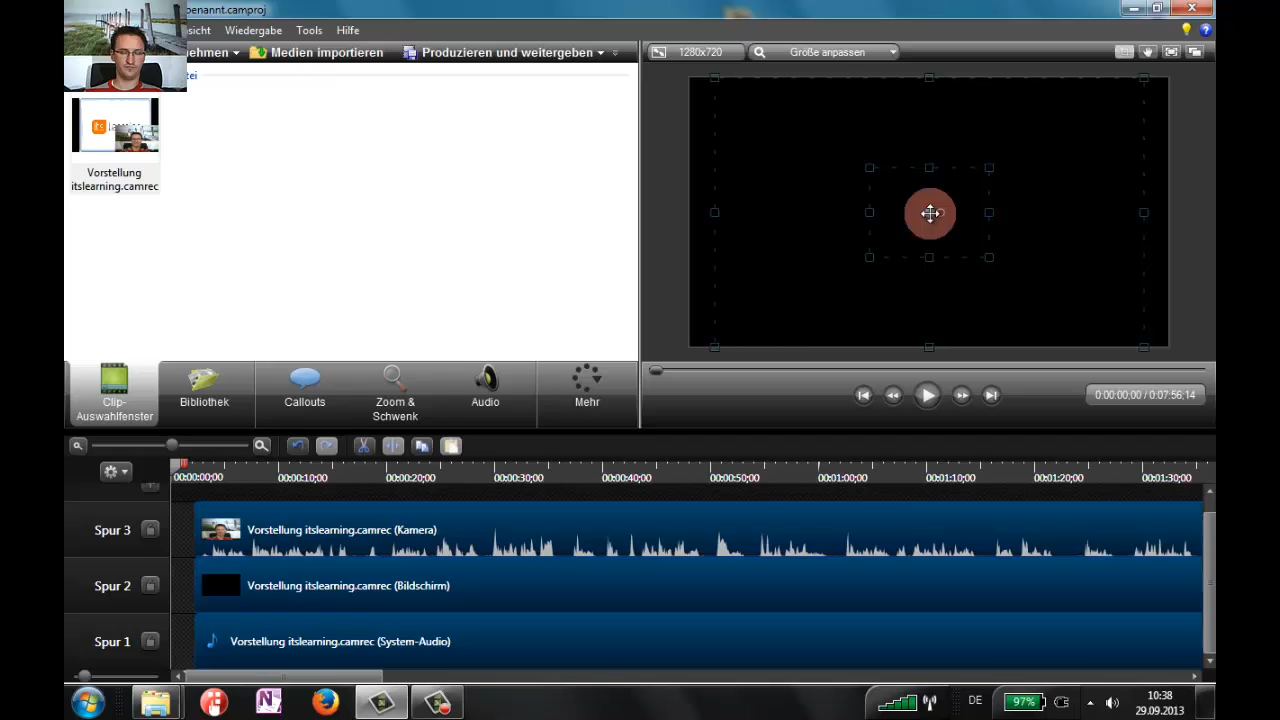 benannt.camproj
sicht Wiedergabe Tools Hilfe
ehmen Medien importieren Produzieren und weitergeben
1280x720 Größe anpassen
tei
its
Vorstellung
itslearning.camrec
Clip-
Auswahlfenster
Bibliothek
Callouts
Zoom &
Schwenk
Audio
Mehr
0:00:00;00 / 0:07:56;14
00:00:00;00 00:00:10;00 00:00:20;00 00:00:30;00 00:00:40;00 00:00:50;00 00:01:00;00 00:01:10;00 00:01:20;00 00:01:30;00
Spur 3 Vorstellung itslearning.camrec (Kamera)
Spur 2 Vorstellung itslearning.camrec (Bildschirm)
Spur 1 Vorstellung itslearning.camrec (System-Audio)
DE 97% 10:38
29.09.2013